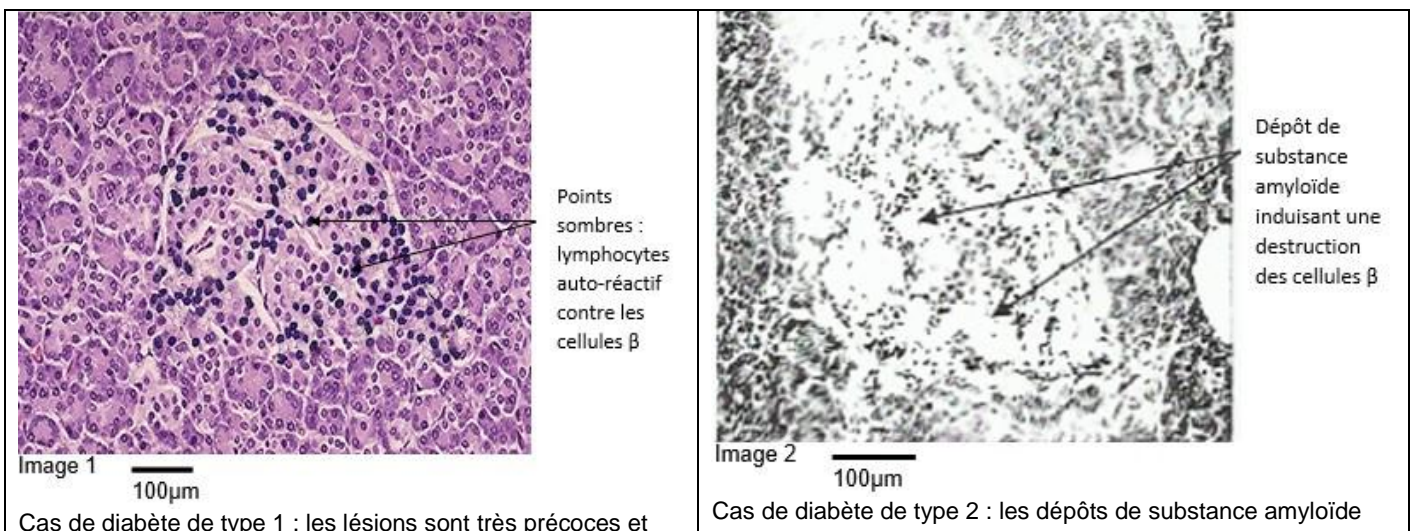 Points
sombres :
lymphocytes
auto-réactif
contre les
cellules β
Image 1
100µm
Cas de diabète de type 1 : les lésions sont très précoces et
Dépôt de
substance
amyloïde
induisant une
destruction
des cellules β
Image 2
100µm
Cas de diabète de type 2 : les dépôts de substance amyloïde